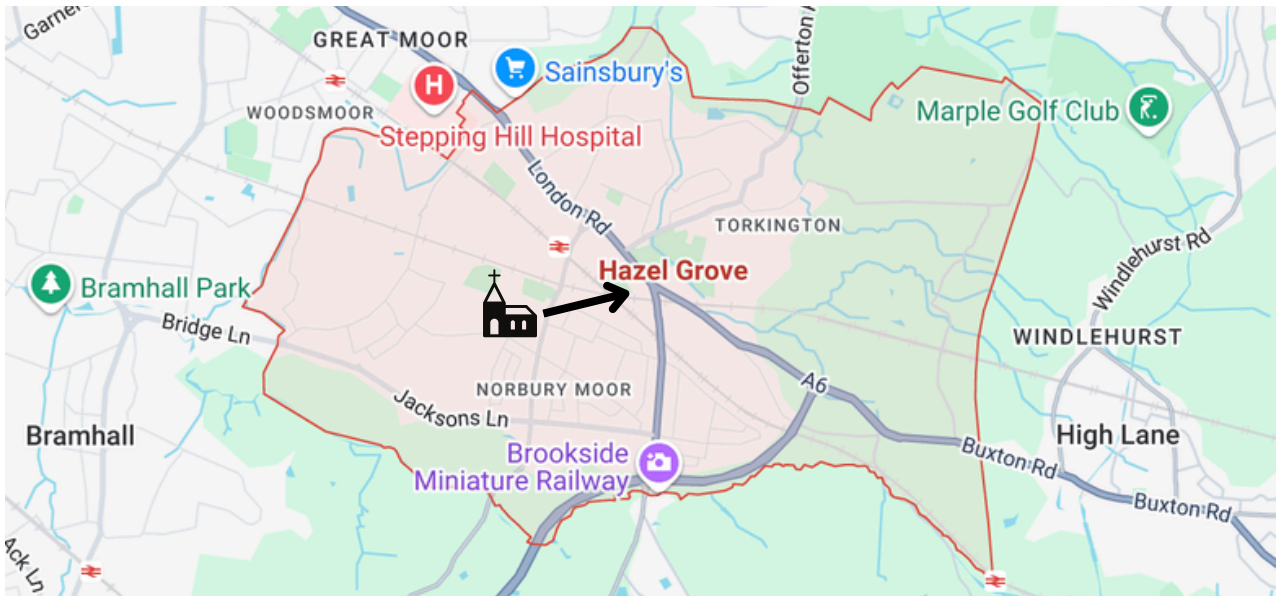 Garner
GREAT MOOR
Sainsbury's
Offerton
H
WOODSMOOR
Marple Golf Club
Stepping Hill Hospital
London Rd
TORKINGTON
Windlehurst Rd
Hazel Grove
Bramhall Park
Bridge Ln
WINDLEHURST
NORBURY MOOR
A6
Jacksons Ln
Bramhall
High Lane
Brookside
Miniature Railway
Buxton Rd
Buxton Rd
Ack Ln